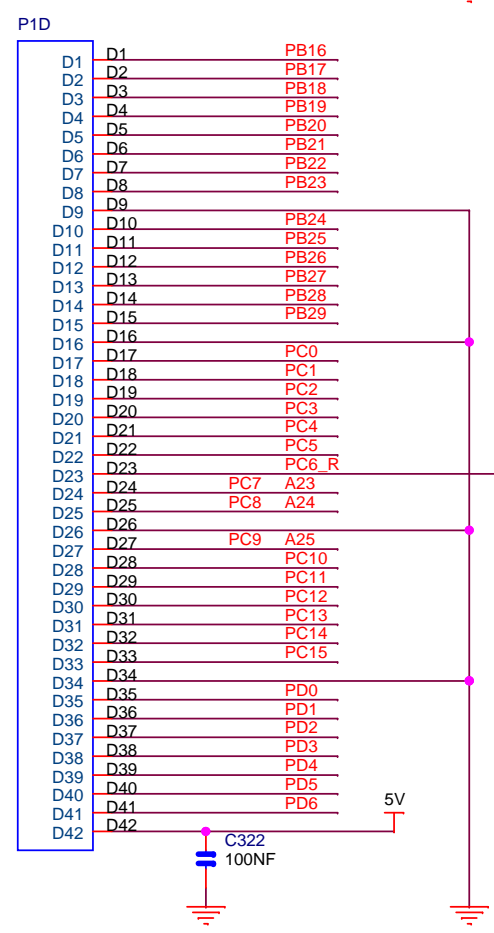 P1D
D1 D1 PB16
D2 D2 PB17
D3 D3 PB18
D4 D4 PB19
D5 D5 PB20
D6 D6 PB21
D7 D7 PB22
D8 D8 PB23
D9 D9
D10 D10 PB24
D11 D11 PB25
D12 D12 PB26
D13 D13 PB27
D14 D14 PB28
D15 D15 PB29
D16 D16
D17 D17 PC0
D18 D18 PC1
D19 D19 PC2
D20 D20 PC3
D21 D21 PC4
D22 D22 PC5
D23 D23 PC6_R
D24 D24 PC7 A23
D25 D25 PC8 A24
D26 D26
D27 D27 PC9 A25
D28 D28 PC10
D29 D29 PC11
D30 D30 PC12
D31 D31 PC13
D32 D32 PC14
D33 D33 PC15
D34 D34
D35 D35 PD0
D36 D36 PD1
D37 D37 PD2
D38 D38 PD3
D39 D39 PD4
D40 D40 PD5
D41 D41 PD6
D42 D42 5V
C322
100NF